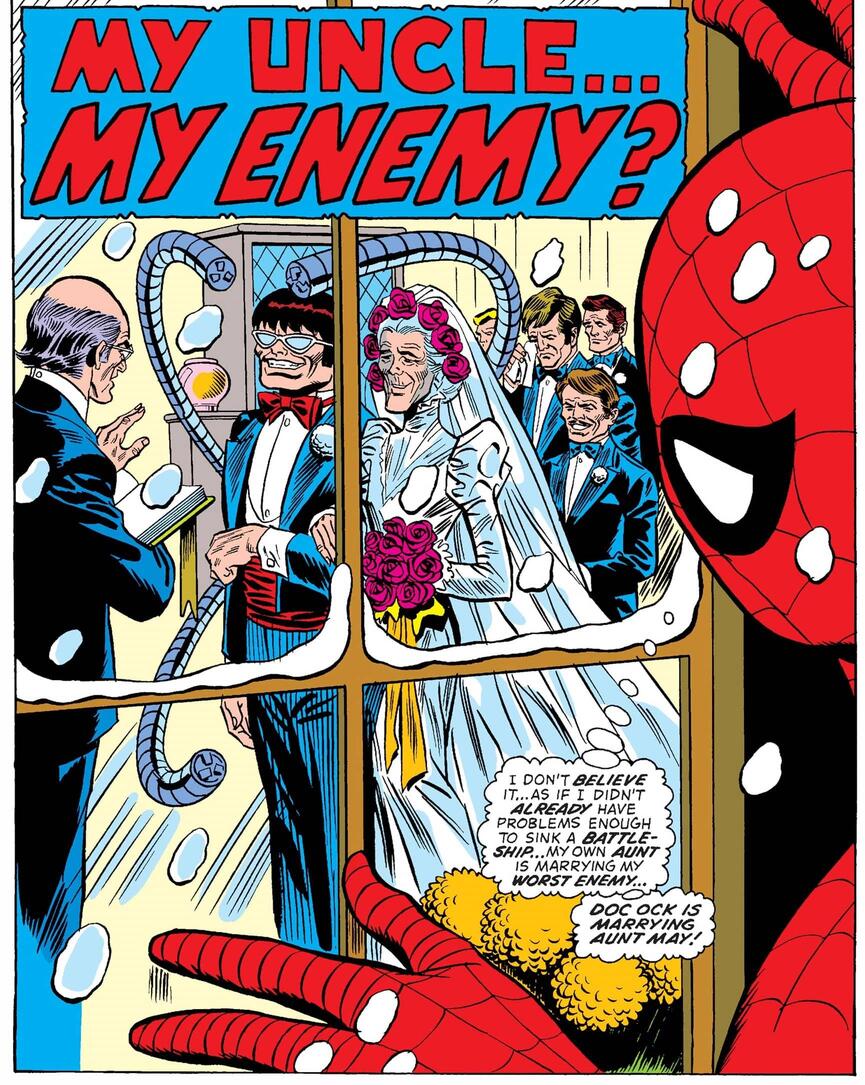 MY UNCLE...
MY ENEMY?
I DON'T BELIEVE
IT...AS IF I DIDN'T
ALREADY HAVE
PROBLEMS ENOUGH
TO SINK A BATTLE-
SHIP...MY OWN AUNT
IS MARRYING MY
WORST ENEMY...
DOC OCK IS
MARRYING
AUNT MAY!